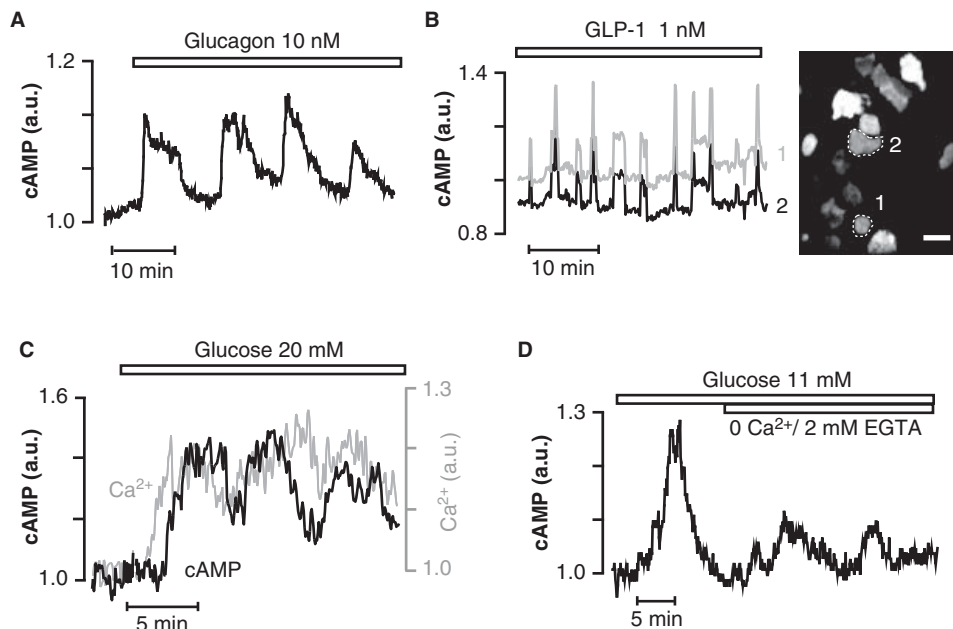 A
Glucagon 10 nM
1.2
cAMP (a.u.)
1.0
10 min
B
GLP-1 1 nM
1.4
cAMP (a.u.)
0.8
1
2
10 min
2
1
C
Glucose 20 mM
1.6
cAMP (a.u.)
1.0
Ca²⁺
cAMP
1.3
Ca²⁺ (a.u.)
1.0
5 min
D
Glucose 11 mM
0 Ca²⁺/ 2 mM EGTA
1.3
cAMP (a.u.)
1.0
5 min